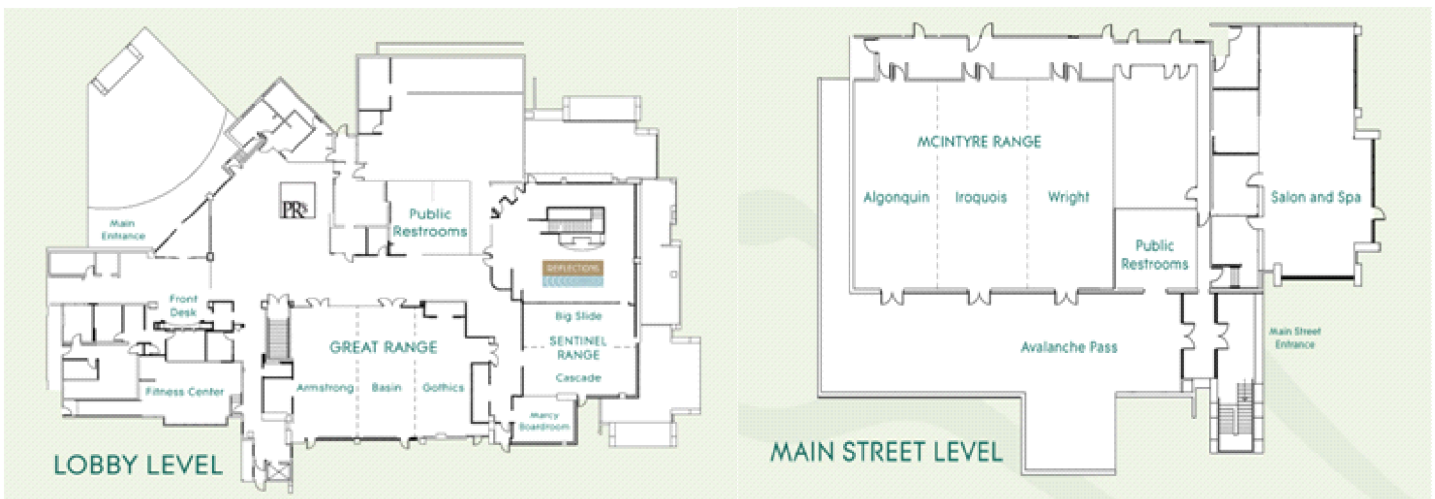 Main
Entrance
PR's
Public
Restrooms
REFLECTIONS
Front
Desk
Big Slide
SENTINEL
RANGE
Cascade
GREAT RANGE
Armstrong
Basin
Gothics
Fitness Center
Marcy
Boardroom
LOBBY LEVEL
MCINTYRE RANGE
Algonquin
Iroquois
Wright
Salon and Spa
Public
Restrooms
Main Street
Entrance
Avalanche Pass
MAIN STREET LEVEL